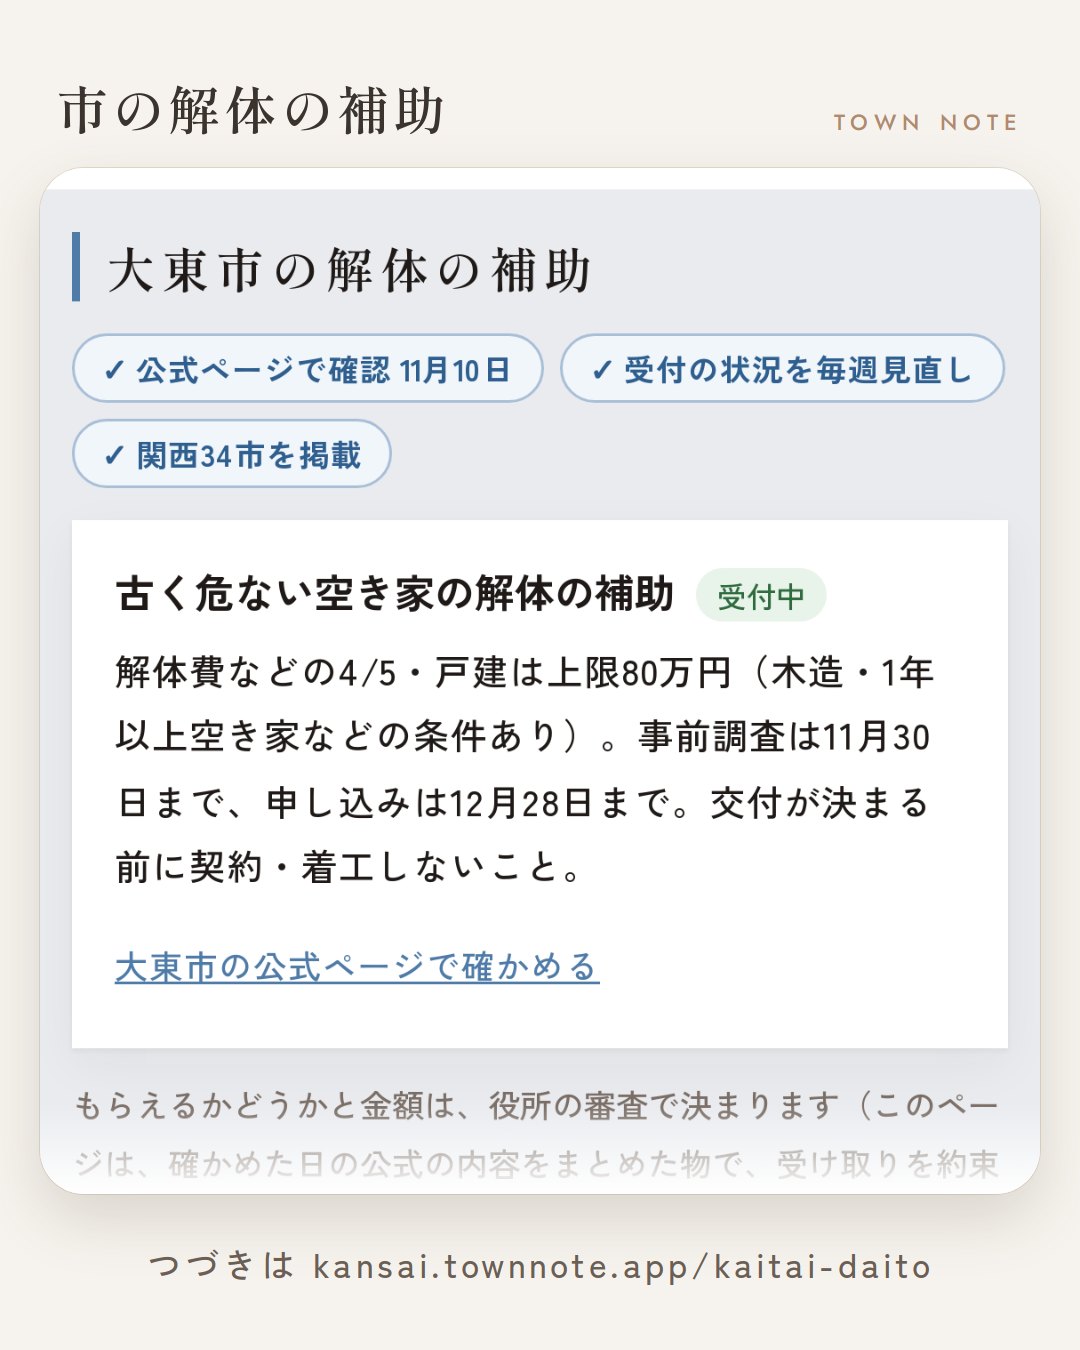 市の解体の補助
TOWN NOTE
大東市の解体の補助
✓ 公式ページで確認 11月10日
✓ 受付の状況を毎週見直し
✓ 関西34市を掲載
古く危ない空き家の解体の補助
受付中
解体費などの4/5・戸建は上限80万円（木造・1年
以上空き家などの条件あり）。事前調査は11月30
日まで、申し込みは12月28日まで。交付が決まる
前に契約・着工しないこと。
大東市の公式ページで確かめる
もらえるかどうかと金額は、役所の審査で決まります（このペー
ジは、確かめた日の公式の内容をまとめた物で、受け取りを約束
つづきは kansai.townnote.app/kaitai-daito